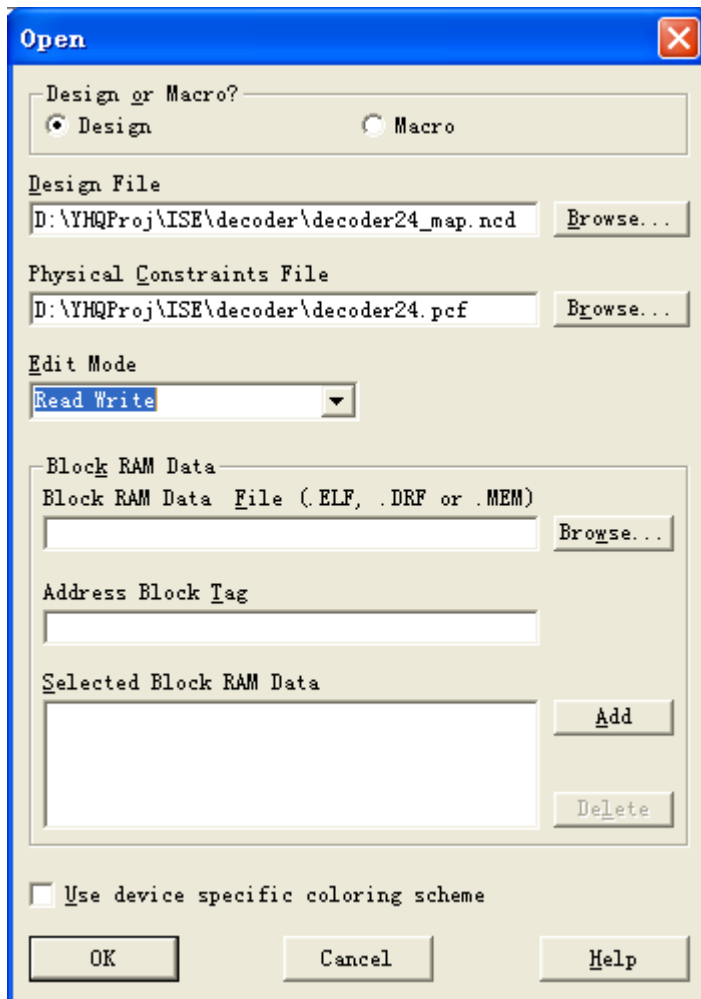 Open
Design or Macro?
Design Macro
Design File
D:\YHQProj\ISE\decoder\decoder24_map.ncd Browse...
Physical Constraints File
D:\YHQProj\ISE\decoder\decoder24.pcf Browse...
Edit Mode
Read Write
Block RAM Data
Block RAM Data File (.ELF, .DRF or .MEM)
Browse...
Address Block Tag
Selected Block RAM Data
Add
Delete
Use device specific coloring scheme
OK Cancel Help